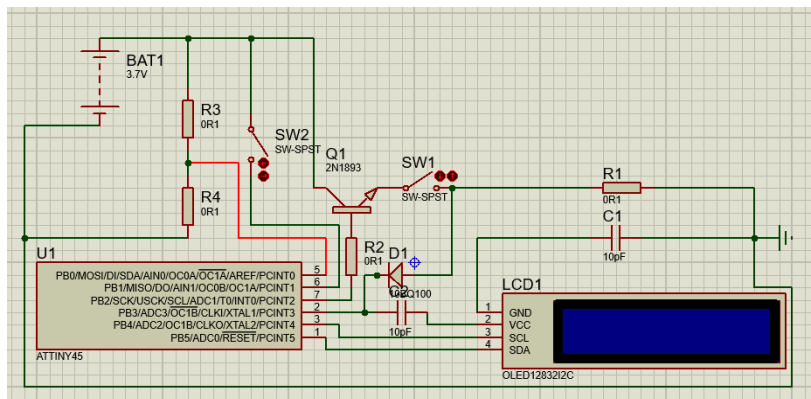 BAT1
3.7V
R3
0R1
SW2
SW-SPST
Q1
2N1893
SW1
SW-SPST
R1
0R1
R4
0R1
C1
10pF
U1
R2
0R1
D1
LCD1
PB0/MOSI/DI/SDA/AIN0/OC0A/OC1A/AREF/PCINT0 5
PB1/MISO/DO/AIN1/OC0B/OC1A/PCINT1 6
PB2/SCK/USCK/SCL/ADC1/T0/INT0/PCINT2 7
PB3/ADC3/OC1B/CLKI/XTAL1/PCINT3 2
PB4/ADC2/OC1B/CLKO/XTAL2/PCINT4 3
PB5/ADC0/RESET/PCINT5 1
ATTINY45
10pF
1 GND
2 VCC
3 SCL
4 SDA
OLED12832I2C